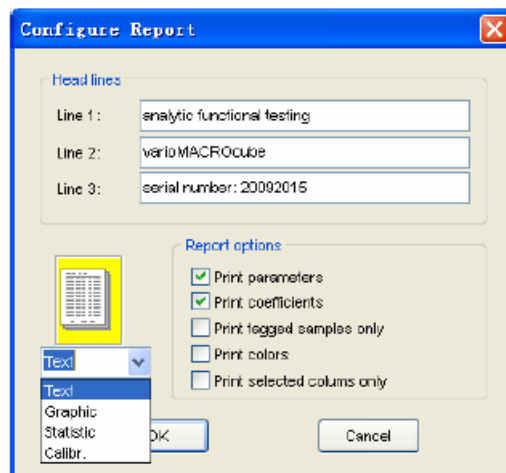 Configure Report
Head lines
Line 1: analytic functional testing
Line 2: varioMACROcube
Line 3: serial number: 20092015
Report options
Print parameters
Print coefficients
Print tagged samples only
Print colors
Print selected colums only
Text
Text
Graphic
Statistic
Calibr.
OK
Cancel